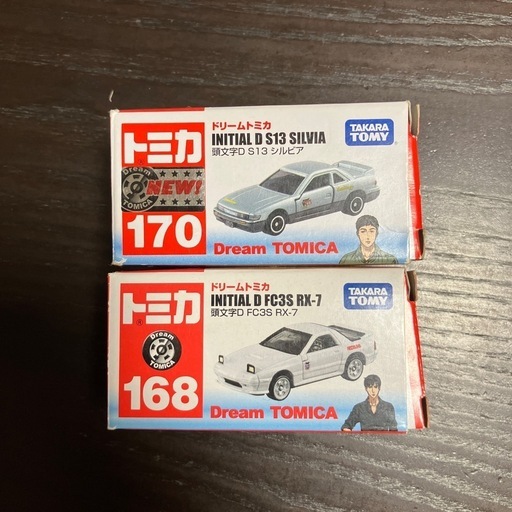 トミカ
Dream TOMICA NEW!
170
ドリームトミカ
INITIAL D S13 SILVIA
頭文字D S13 シルビア
TAKARA TOMY
Dream TOMICA
トミカ
Dream TOMICA
168
ドリームトミカ
INITIAL D FC3S RX-7
頭文字D FC3S RX-7
TAKARA TOMY
Dream TOMICA